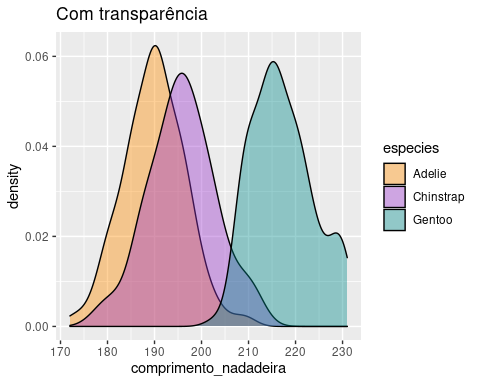 Com transparência
0.06
0.04
0.02
0.00
density
170 180 190 200 210 220 230
comprimento_nadadeira
especies
Adelie
Chinstrap
Gentoo